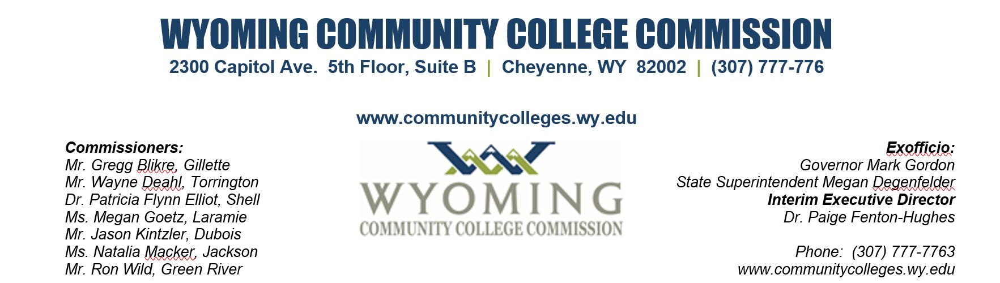 WYOMING COMMUNITY COLLEGE COMMISSION
2300 Capitol Ave.  5th Floor, Suite B  |  Cheyenne, WY  82002  |  (307) 777-776
www.communitycolleges.wy.edu
Commissioners:
Mr. Gregg Blikre, Gillette
Mr. Wayne Deahl, Torrington
Dr. Patricia Flynn Elliot, Shell
Ms. Megan Goetz, Laramie
Mr. Jason Kintzler, Dubois
Ms. Natalia Macker, Jackson
Mr. Ron Wild, Green River
WYOMING
COMMUNITY COLLEGE COMMISSION
Exofficio:
Governor Mark Gordon
State Superintendent Megan Degenfelder
Interim Executive Director
Dr. Paige Fenton-Hughes
Phone:  (307) 777-7763
www.communitycolleges.wy.edu